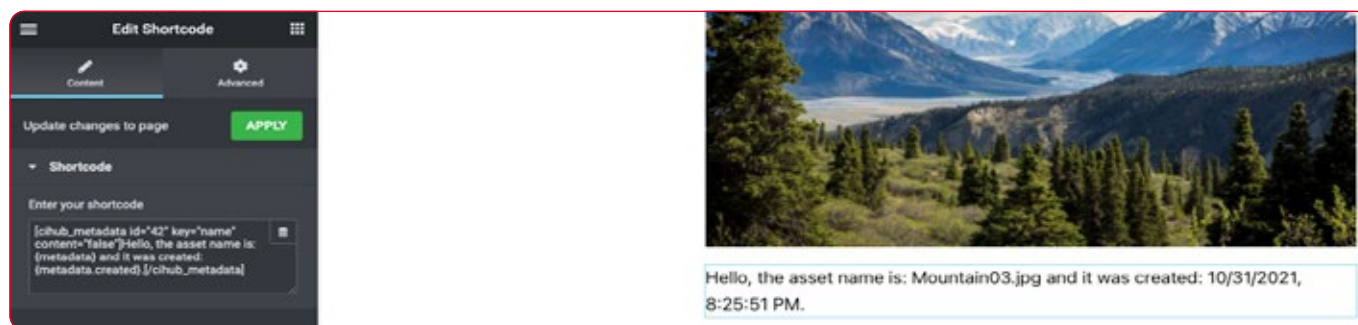 Edit Shortcode
Content
Advanced
Update changes to page
APPLY
Shortcode
Enter your shortcode
[cihub_metadata id="42" key="name"
content="false"]Hello, the asset name is:
{metadata} and it was created:
{metadata.created}.[/cihub_metadata]
Hello, the asset name is: Mountain03.jpg and it was created: 10/31/2021,
8:25:51 PM.